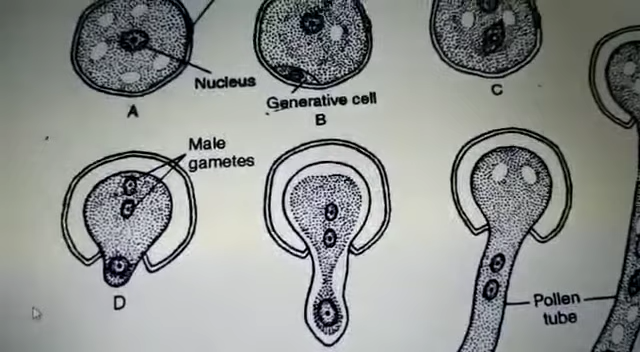 Nucleus
Generative cell
A
B
C
Male
gametes
D
Pollen
tube